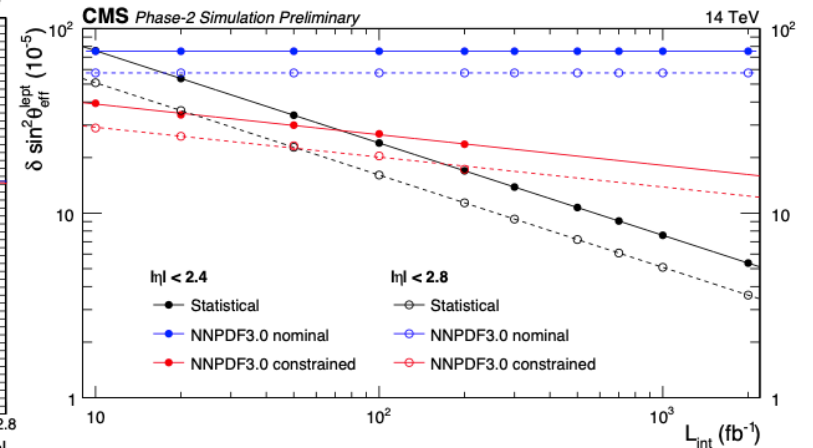 CMS Phase-2 Simulation Preliminary 14 TeV
δ sin²θ^lept_eff (10⁻⁵)
10² 10²
10 10
1 1
|η| < 2.4 |η| < 2.8
Statistical Statistical
NNPDF3.0 nominal NNPDF3.0 nominal
NNPDF3.0 constrained NNPDF3.0 constrained
10 10² 10³
L_int (fb⁻¹)
2.8